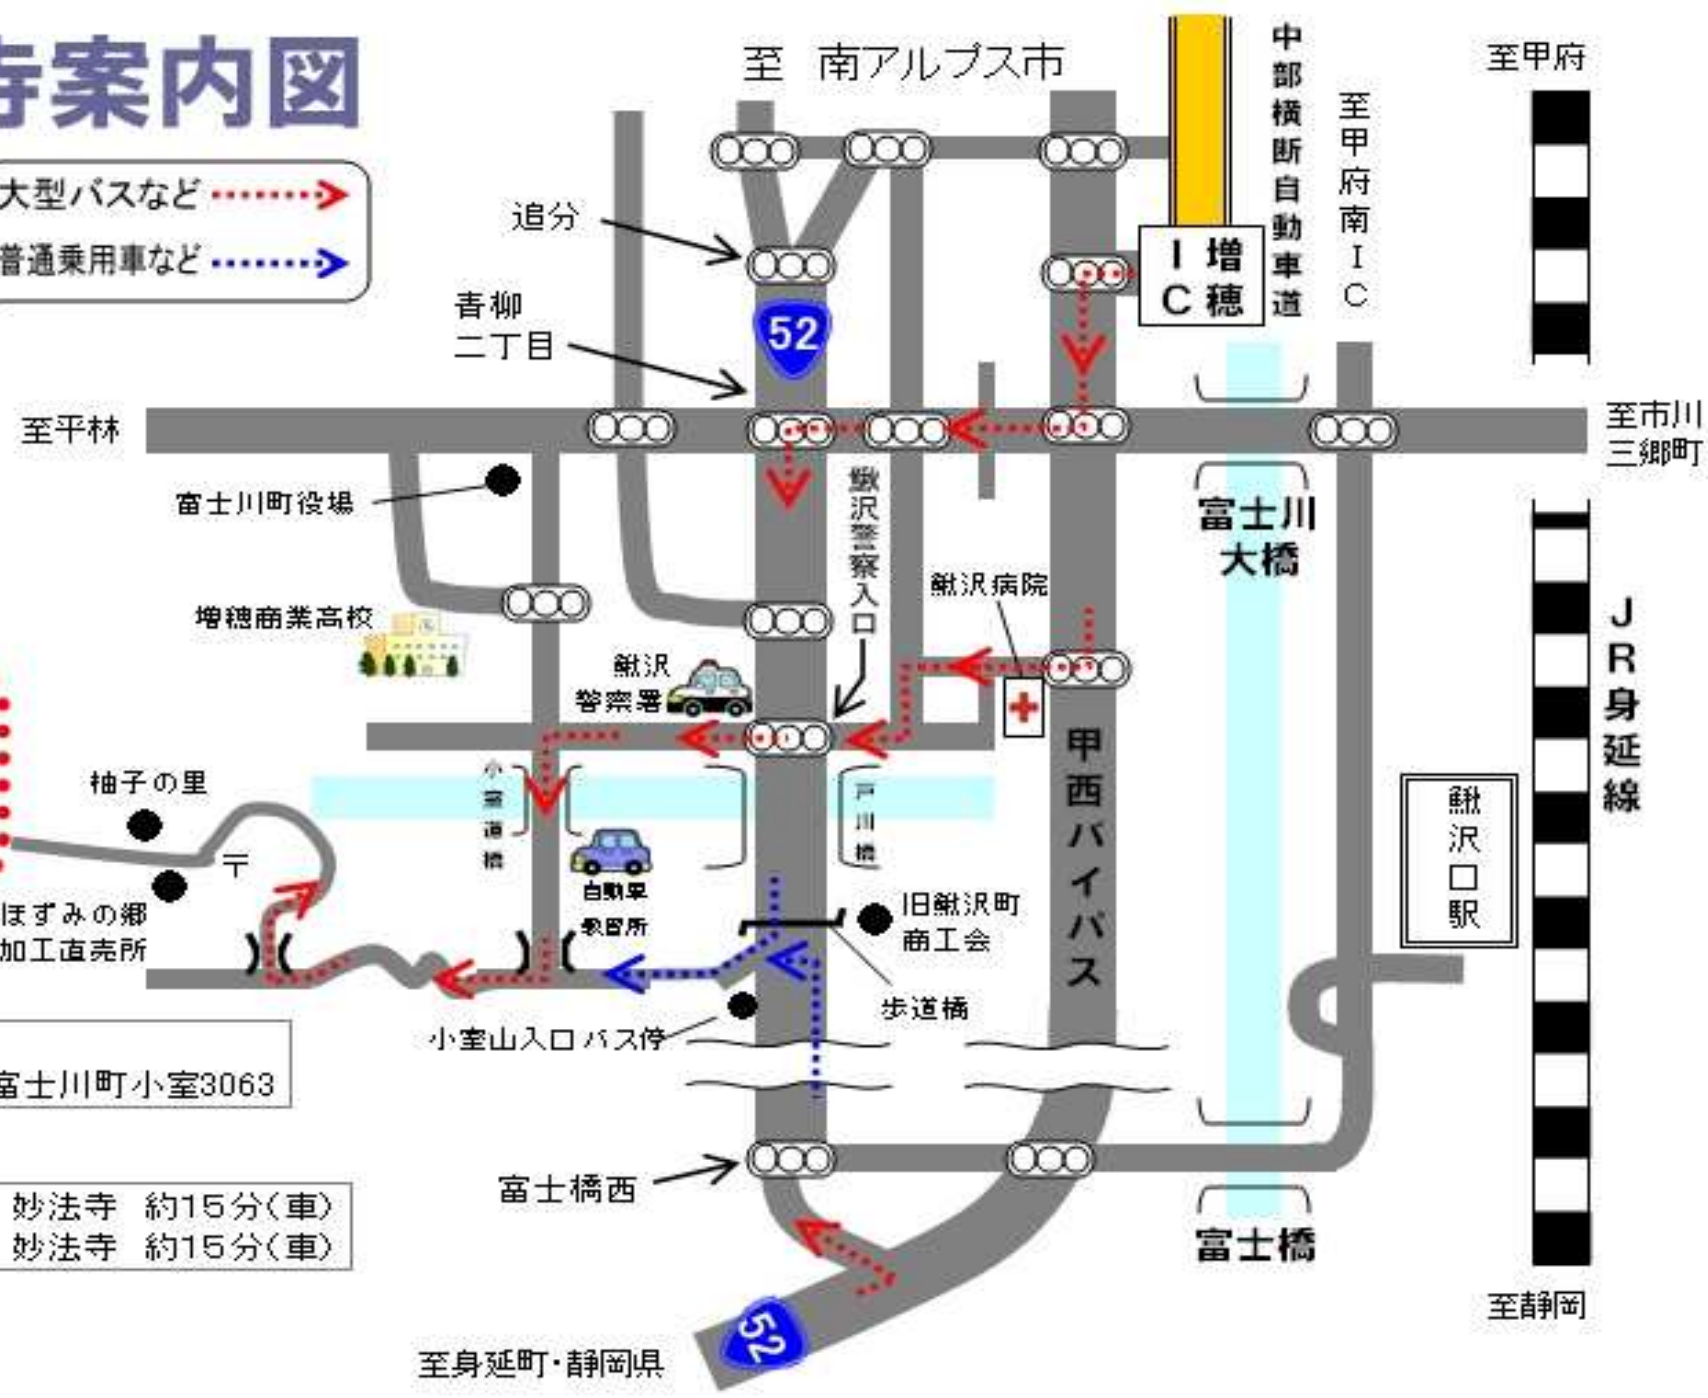 寺案内図
大型バスなど
普通乗用車など
至 南アルプス市
中部横断自動車道
至甲府南IC
至甲府
追分
増穂
IC
青柳
二丁目
52
至平林
至市川
三郷町
富士川町役場
鰍沢警察入口
富士川
大橋
鰍沢病院
増穂商業高校
鰍沢
警察署
JR身延線
甲西バイパス
柚子の里
小室道橋
戸川橋
鰍沢口駅
〒
自動車
教習所
ほずみの郷
加工直売所
旧鰍沢町
商工会
歩道橋
小室山入口バス停
富士川町小室3063
富士橋西
妙法寺 約15分(車)
妙法寺 約15分(車)
富士橋
至静岡
52
至身延町・静岡県